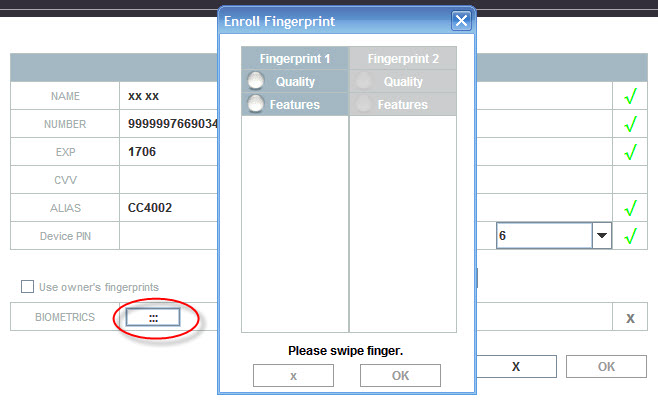 Enroll Fingerprint X
Fingerprint 1 Fingerprint 2
Quality Quality
Features Features
NAME xx xx √
NUMBER 9999997669034 √
EXP 1706 √
CVV
ALIAS CC4002 √
Device PIN 6 √
Use owner's fingerprints
BIOMETRICS ::: x
Please swipe finger.
x OK
X OK